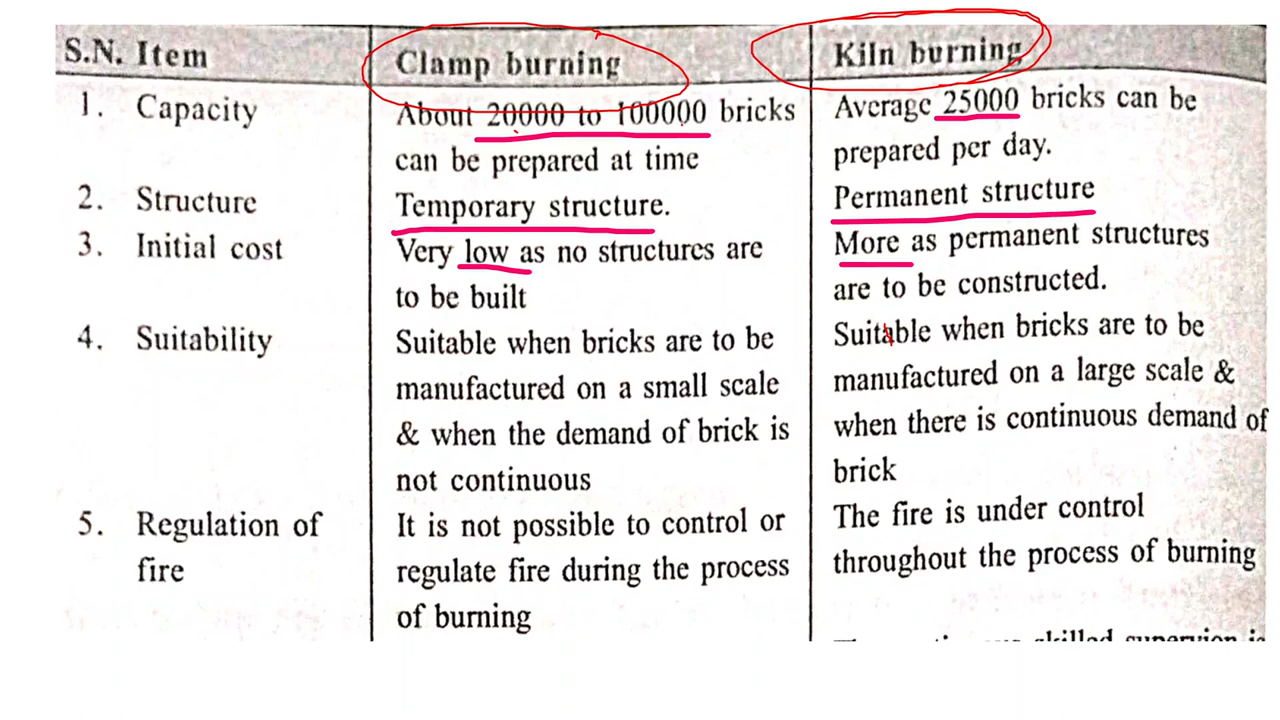 S.N. Item Clamp burning Kiln burning
1. Capacity About 20000 to 100000 bricks Average 25000 bricks can be
can be prepared at time prepared per day.
2. Structure Temporary structure. Permanent structure
3. Initial cost Very low as no structures are More as permanent structures
to be built are to be constructed.
4. Suitability Suitable when bricks are to be Suitable when bricks are to be
manufactured on a small scale manufactured on a large scale &
& when the demand of brick is when there is continuous demand of
not continuous brick
5. Regulation of It is not possible to control or The fire is under control
fire regulate fire during the process throughout the process of burning
of burning
skilled supervision is